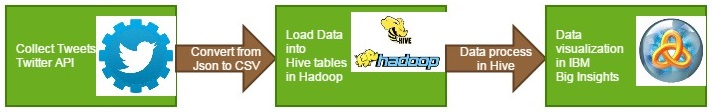 Collect Tweets
Twitter API
Convert from
Json to CSV
Load Data
into
Hive tables
in Hadoop
HIVE
hadoop
Data process
in Hive
Data
visualization
in IBM
Big Insights